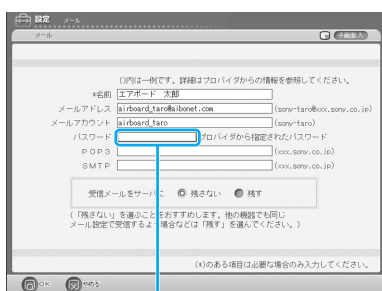 設定 メール
メール 子画面 入
()内は一例です。詳細はプロバイダからの情報を参照してください。
*名前 エアボード 太郎
メールアドレス airboard_taro@aibonet.com (sony-taro@xxx.sony.co.jp)
メールアカウント airboard_taro (sony-taro)
パスワード プロバイダから指定されたパスワード
POP3 (xxx.sony.co.jp)
SMTP (xxx.sony.co.jp)
受信メールをサーバに 残さない 残す
(「残さない」を選ぶことをおすすめします。他の機器でも同じ
メール設定で受信するよう場合などは「残す」を選んでください。)
(*)のある項目は必要な場合のみ入力してください。
OK やめる